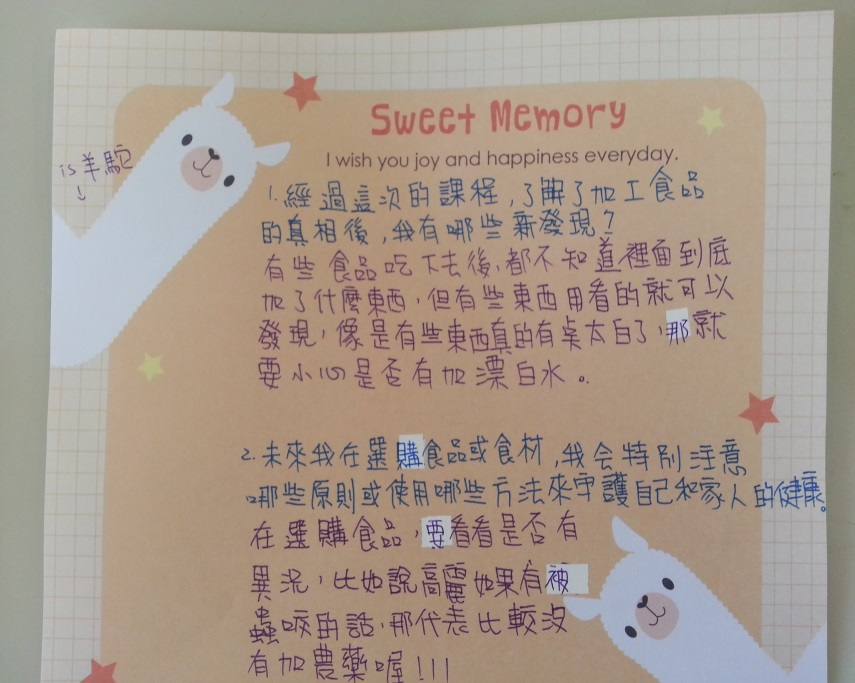 Sweet Memory
I wish you joy and happiness everyday.
is羊駝
↓
1.經過這次的課程,了解了加工食品
的真相後,我有哪些新發現?
有些食品吃下去後,都不知道裡面到底
加了什麼東西,但有些東西用看的就可以
發現,像是有些東西真的有桌太白了,那就
要小心是否有加漂白水。
2.未來我在選購食品或食材,我会特別注意
哪些原則或使用哪些方法來守護自己和家人的健康。
在選購食品,要看看是否有
異況,比如說高麗如果有被
蟲咬的話,那代表比較沒
有加農藥喔!!!